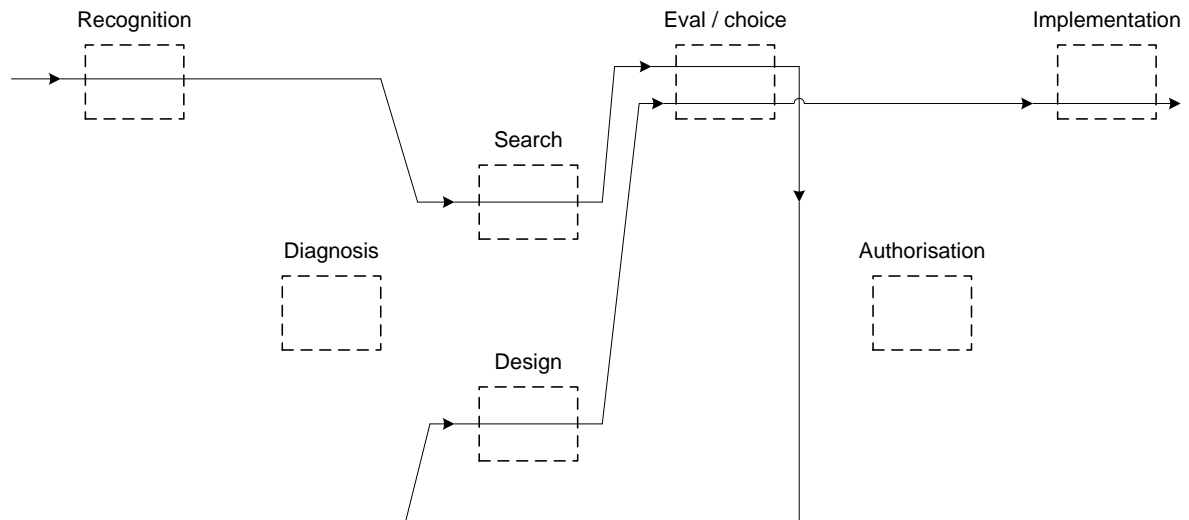 Recognition
Eval / choice
Implementation
Search
Diagnosis
Authorisation
Design